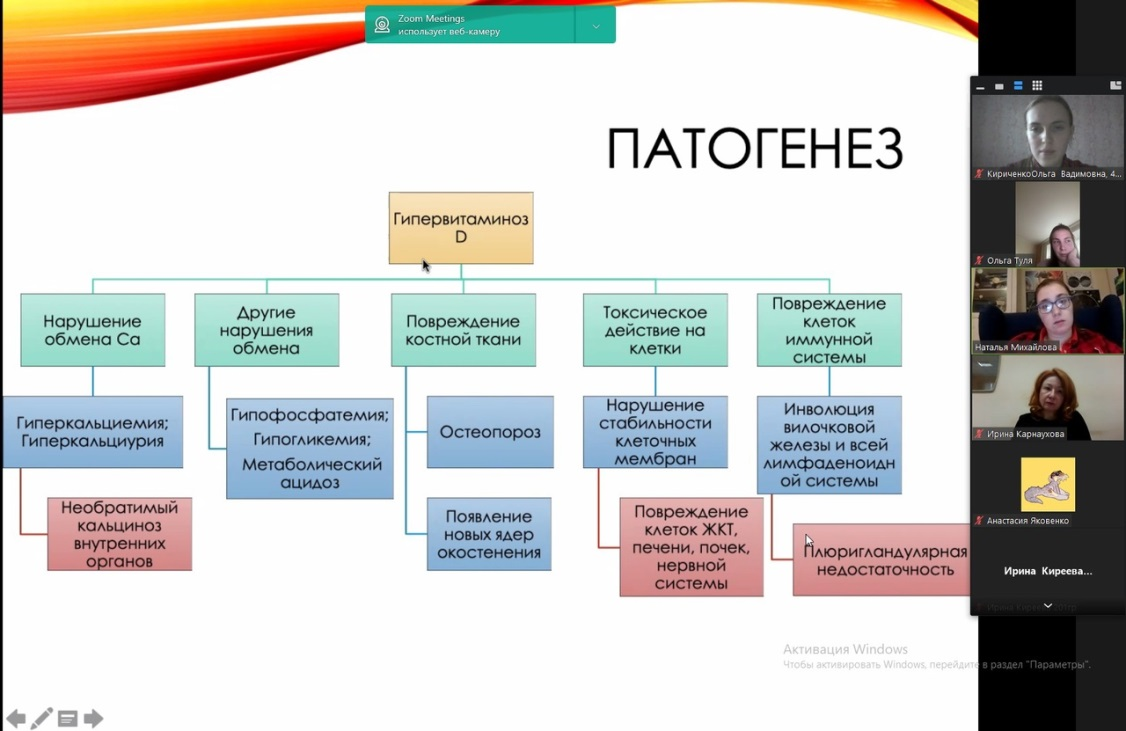 Zoom Meetings
использует веб-камеру
ПАТОГЕНЕЗ
Гипервитаминоз
D
Нарушение
обмена Ca
Другие
нарушения
обмена
Повреждение
костной ткани
Токсическое
действие на
клетки
Повреждение
клеток
иммунной
системы
Гиперкальциемия;
Гиперкальциурия
Гипофосфатемия;
Гипогликемия;
Метаболический
ацидоз
Остеопороз
Нарушение
стабильности
клеточных
мембран
Инволюция
вилочковой
железы и всей
лимфаденоидн
ой системы
Необратимый
кальциноз
внутренних
органов
Появление
новых ядер
окостенения
Повреждение
клеток ЖКТ,
печени, почек,
нервной
системы
Плюригландулярная
недостаточность
КириченкоОльга Вадимовна, 4...
Ольга Туля
Наталья Михайлова
Ирина Карнаухова
Анастасия Яковенко
Ирина Киреева...
Активация Windows
Чтобы активировать Windows, перейдите в раздел "Параметры".